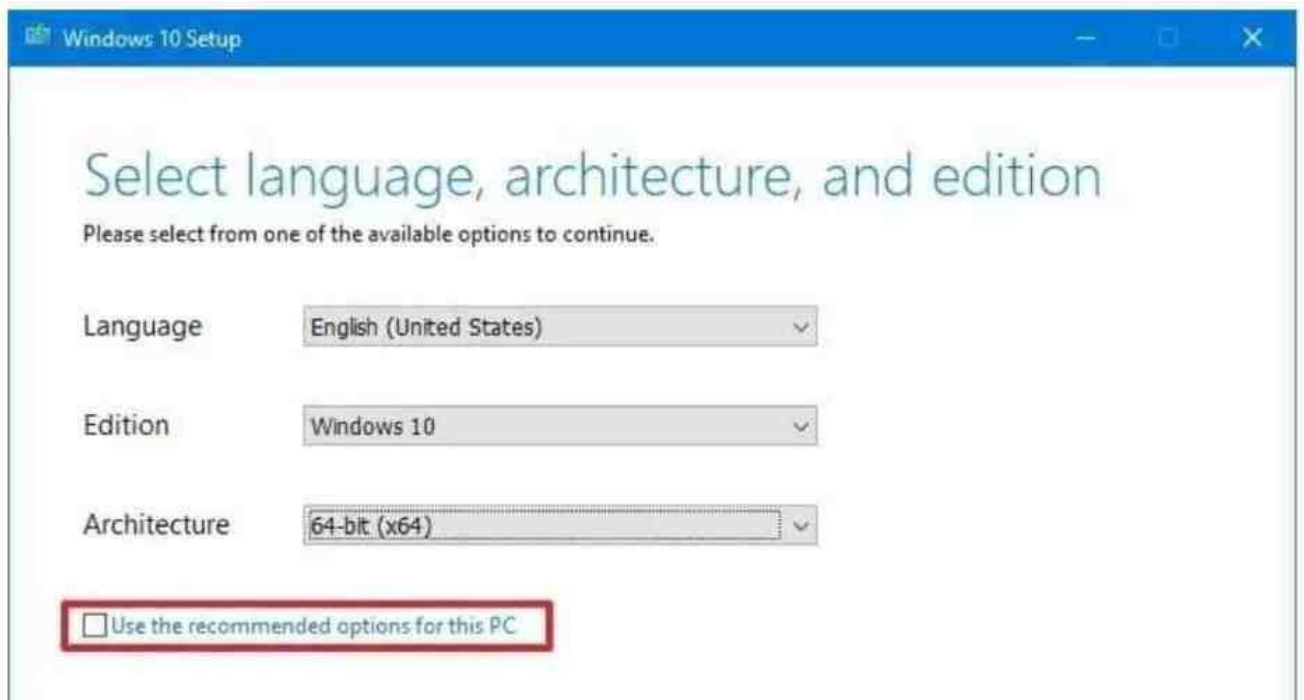 Windows 10 Setup
Select language, architecture, and edition
Please select from one of the available options to continue.
Language English (United States)
Edition Windows 10
Architecture 64-bit (x64)
Use the recommended options for this PC